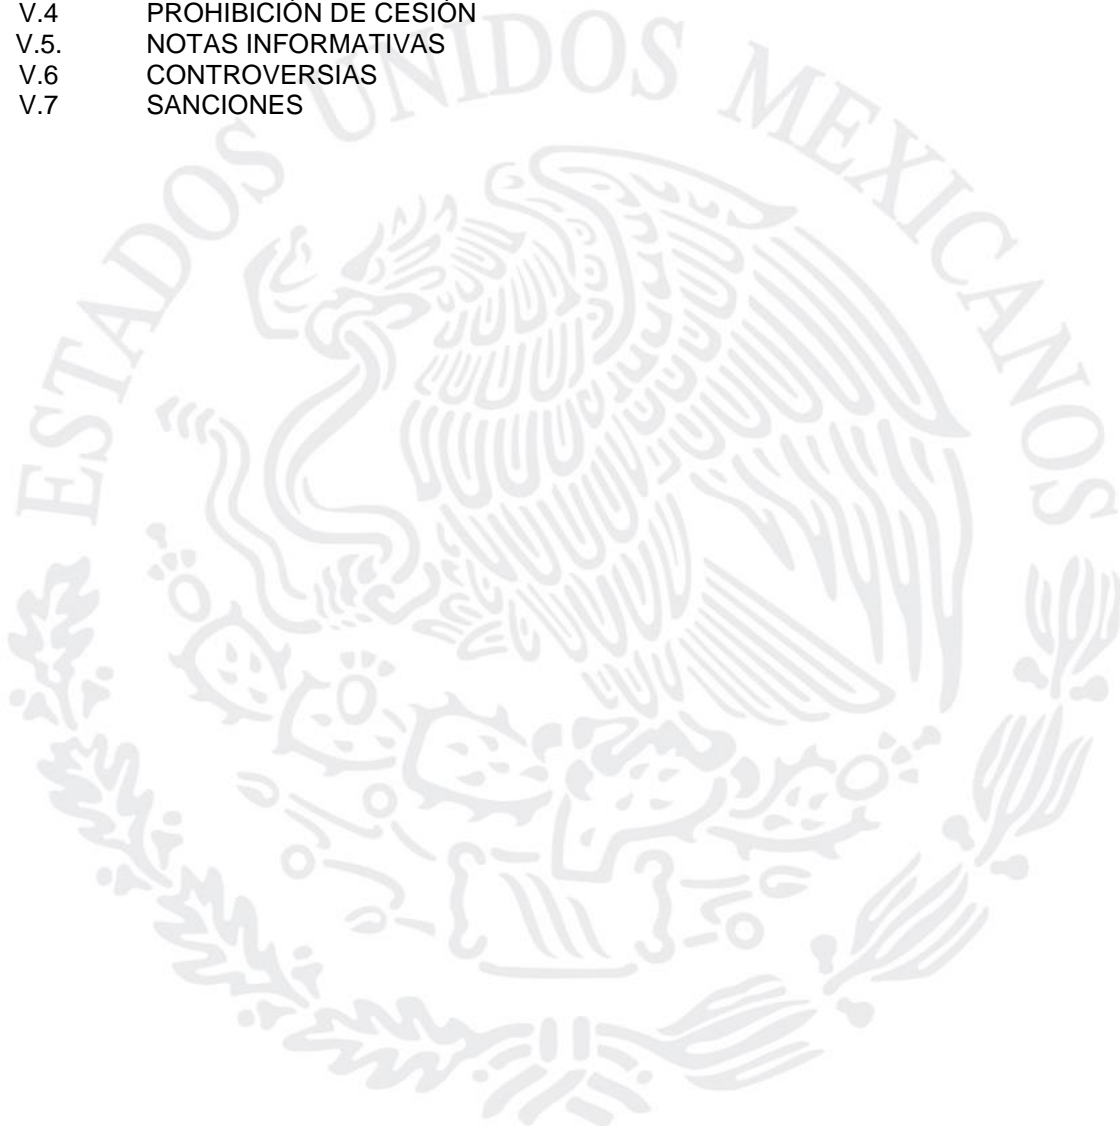 V.4 PROHIBICIÓN DE CESIÓN
V.5. NOTAS INFORMATIVAS
V.6 CONTROVERSIAS
V.7 SANCIONES
ESTADOS UNIDOS MEXICANOS